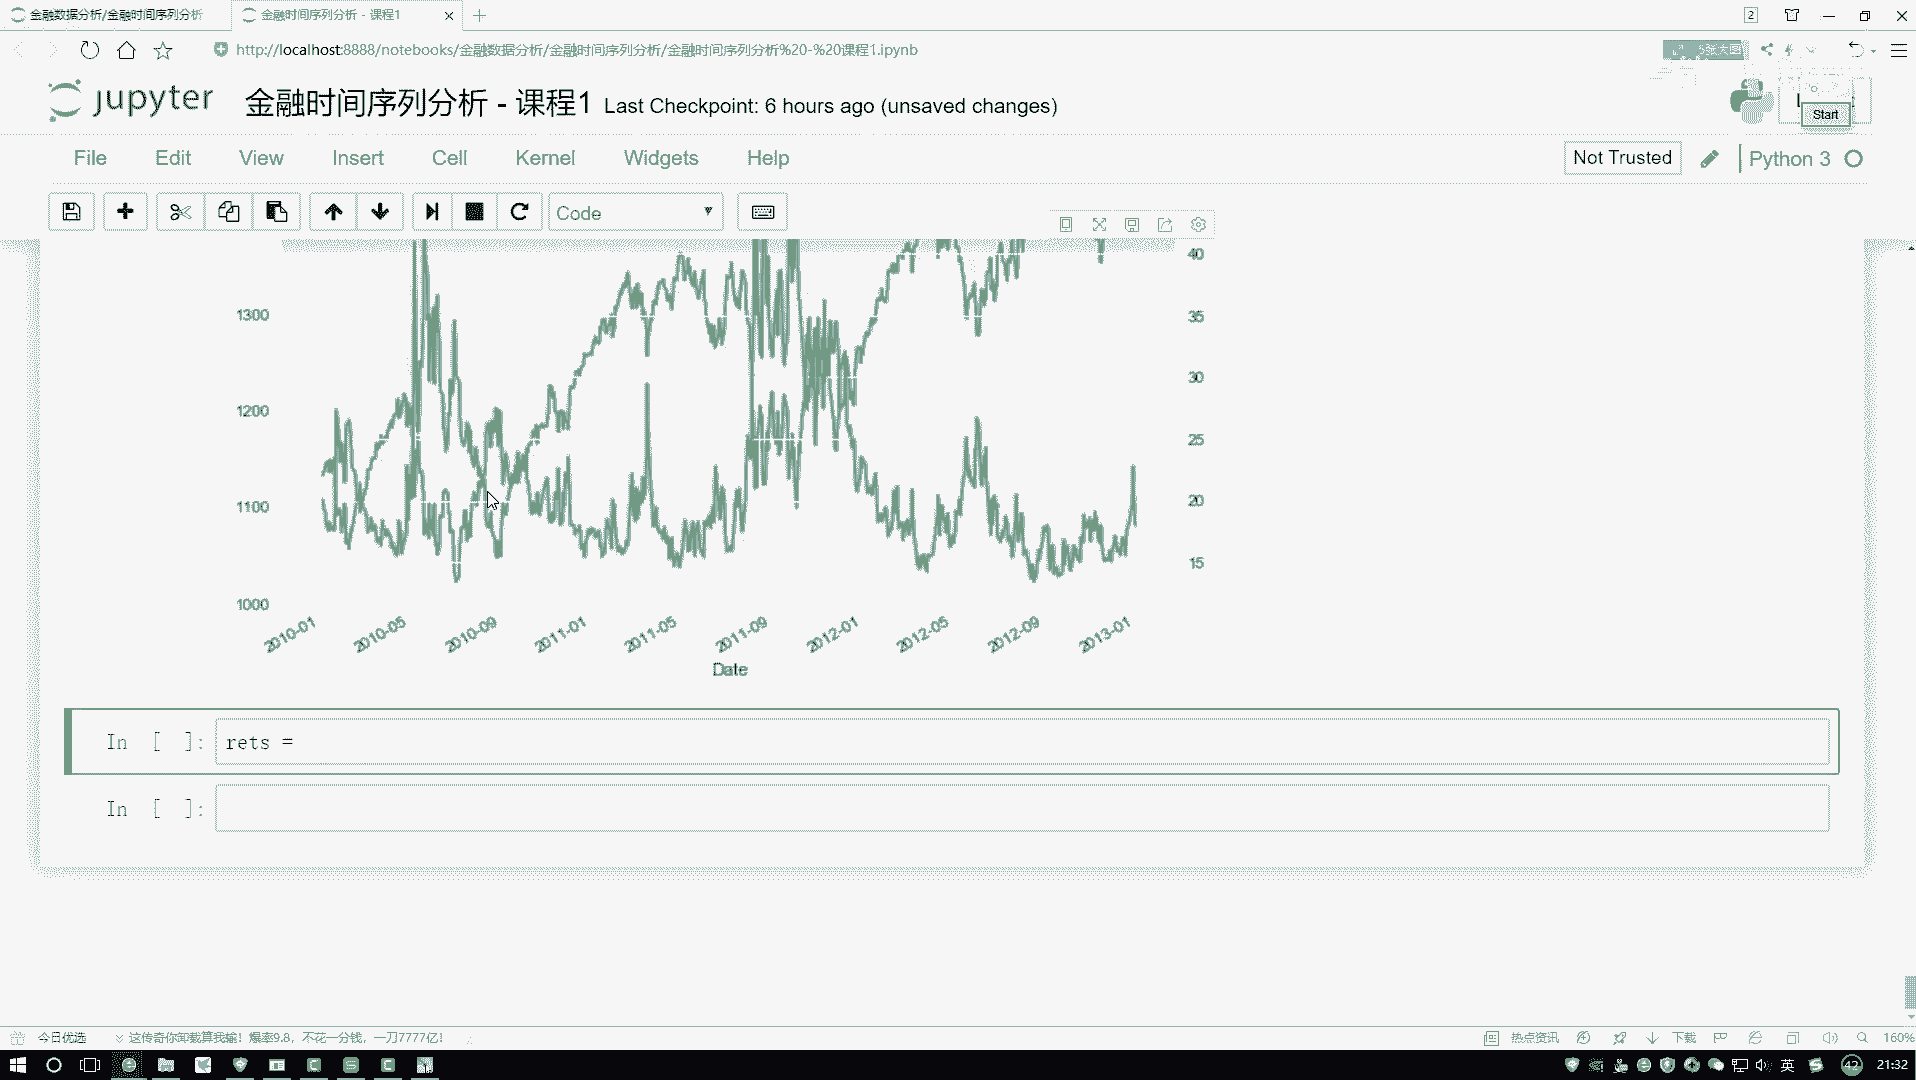 金融数据分析/金融时间序列分析
金融时间序列分析 - 课程1
2
http://localhost:8888/notebooks/金融数据分析/金融时间序列分析/金融时间序列分析%20-%20课程1.ipynb
5张大图
jupyter
金融时间序列分析 - 课程1
Last Checkpoint: 6 hours ago (unsaved changes)
Start
File Edit View Insert Cell Kernel Widgets Help
Not Trusted
Python 3
Code
1300
1200
1100
1000
40
35
30
25
20
15
2010-01 2010-05 2010-09 2011-01 2011-05 2011-09 2012-01 2012-05 2012-09 2013-01
Date
In [ ]: rets =
In [ ]:
今日优选
这传奇你卸载算我输! 爆率9.8,不花一分钱,一刀7777亿!
热点资讯
下载
160%
英
42
21:32